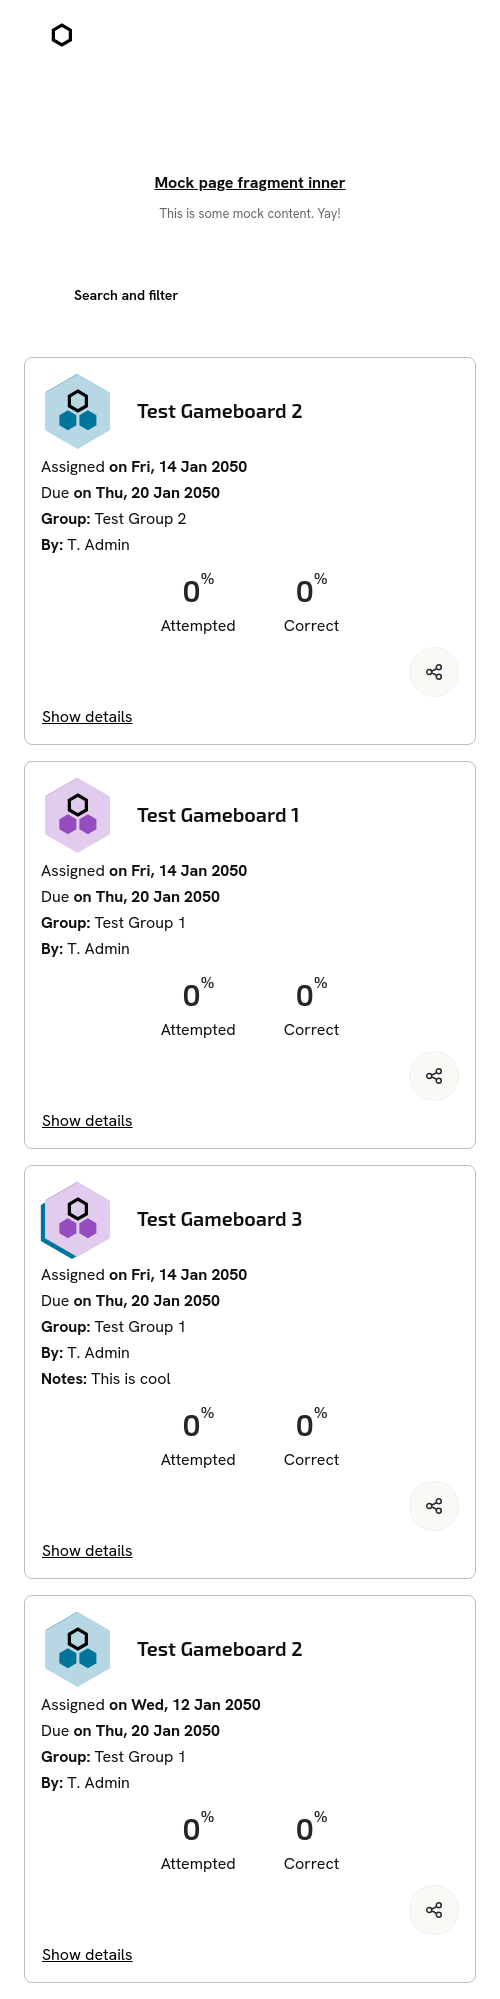 Mock page fragment inner
This is some mock content. Yay!
Search and filter
Test Gameboard 2
Assigned on Fri, 14 Jan 2050
Due on Thu, 20 Jan 2050
Group: Test Group 2
By: T. Admin
0% 0%
Attempted Correct
Show details
Test Gameboard 1
Assigned on Fri, 14 Jan 2050
Due on Thu, 20 Jan 2050
Group: Test Group 1
By: T. Admin
0% 0%
Attempted Correct
Show details
Test Gameboard 3
Assigned on Fri, 14 Jan 2050
Due on Thu, 20 Jan 2050
Group: Test Group 1
By: T. Admin
Notes: This is cool
0% 0%
Attempted Correct
Show details
Test Gameboard 2
Assigned on Wed, 12 Jan 2050
Due on Thu, 20 Jan 2050
Group: Test Group 1
By: T. Admin
0% 0%
Attempted Correct
Show details